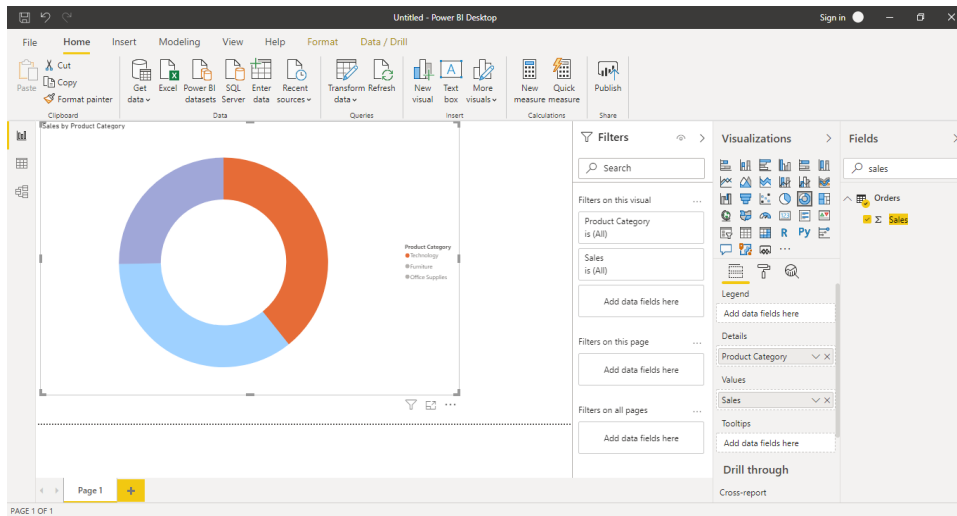 Untitled - Power BI Desktop
Sign in
File Home Insert Modeling View Help Format Data / Drill
Paste
Cut
Copy
Format painter
Get data
Excel
Power BI datasets
SQL Server
Enter data
Recent sources
Transform data
Refresh
New visual
Text box
More visuals
New measure
Quick measure
Publish
Clipboard
Data
Queries
Insert
Calculations
Share
Sales by Product Category
Product Category
Technology
Furniture
Office Supplies
Filters
Search
Filters on this visual
Product Category
is (All)
Sales
is (All)
Add data fields here
Filters on this page
Add data fields here
Filters on all pages
Add data fields here
Visualizations
R
Py
Legend
Add data fields here
Details
Product Category
Values
Sales
Tooltips
Add data fields here
Drill through
Cross-report
Fields
sales
Orders
Σ Sales
Page 1
PAGE 1 OF 1